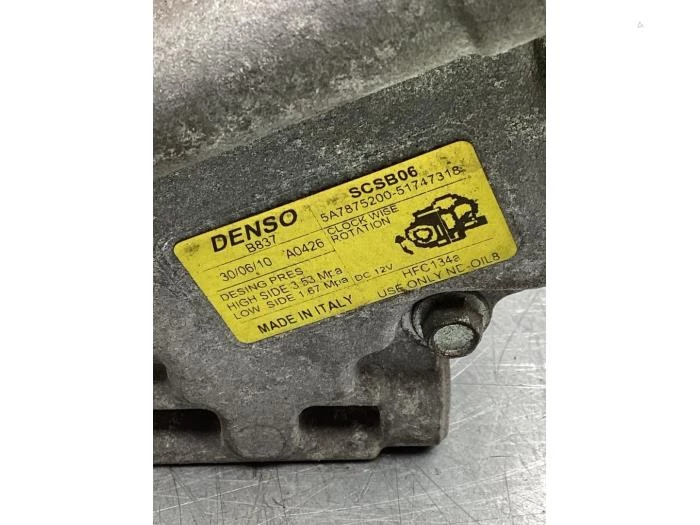 DENSO SCSB06
B837 5A7875200-51747318
30/06/10 A0426 CLOCK WISE
ROTATION
DESING PRES
HIGH SIDE 3.53 Mpa
LOW SIDE 1.67 Mpa DC 12V HFC134a
MADE IN ITALY USE ONLY ND-OIL8